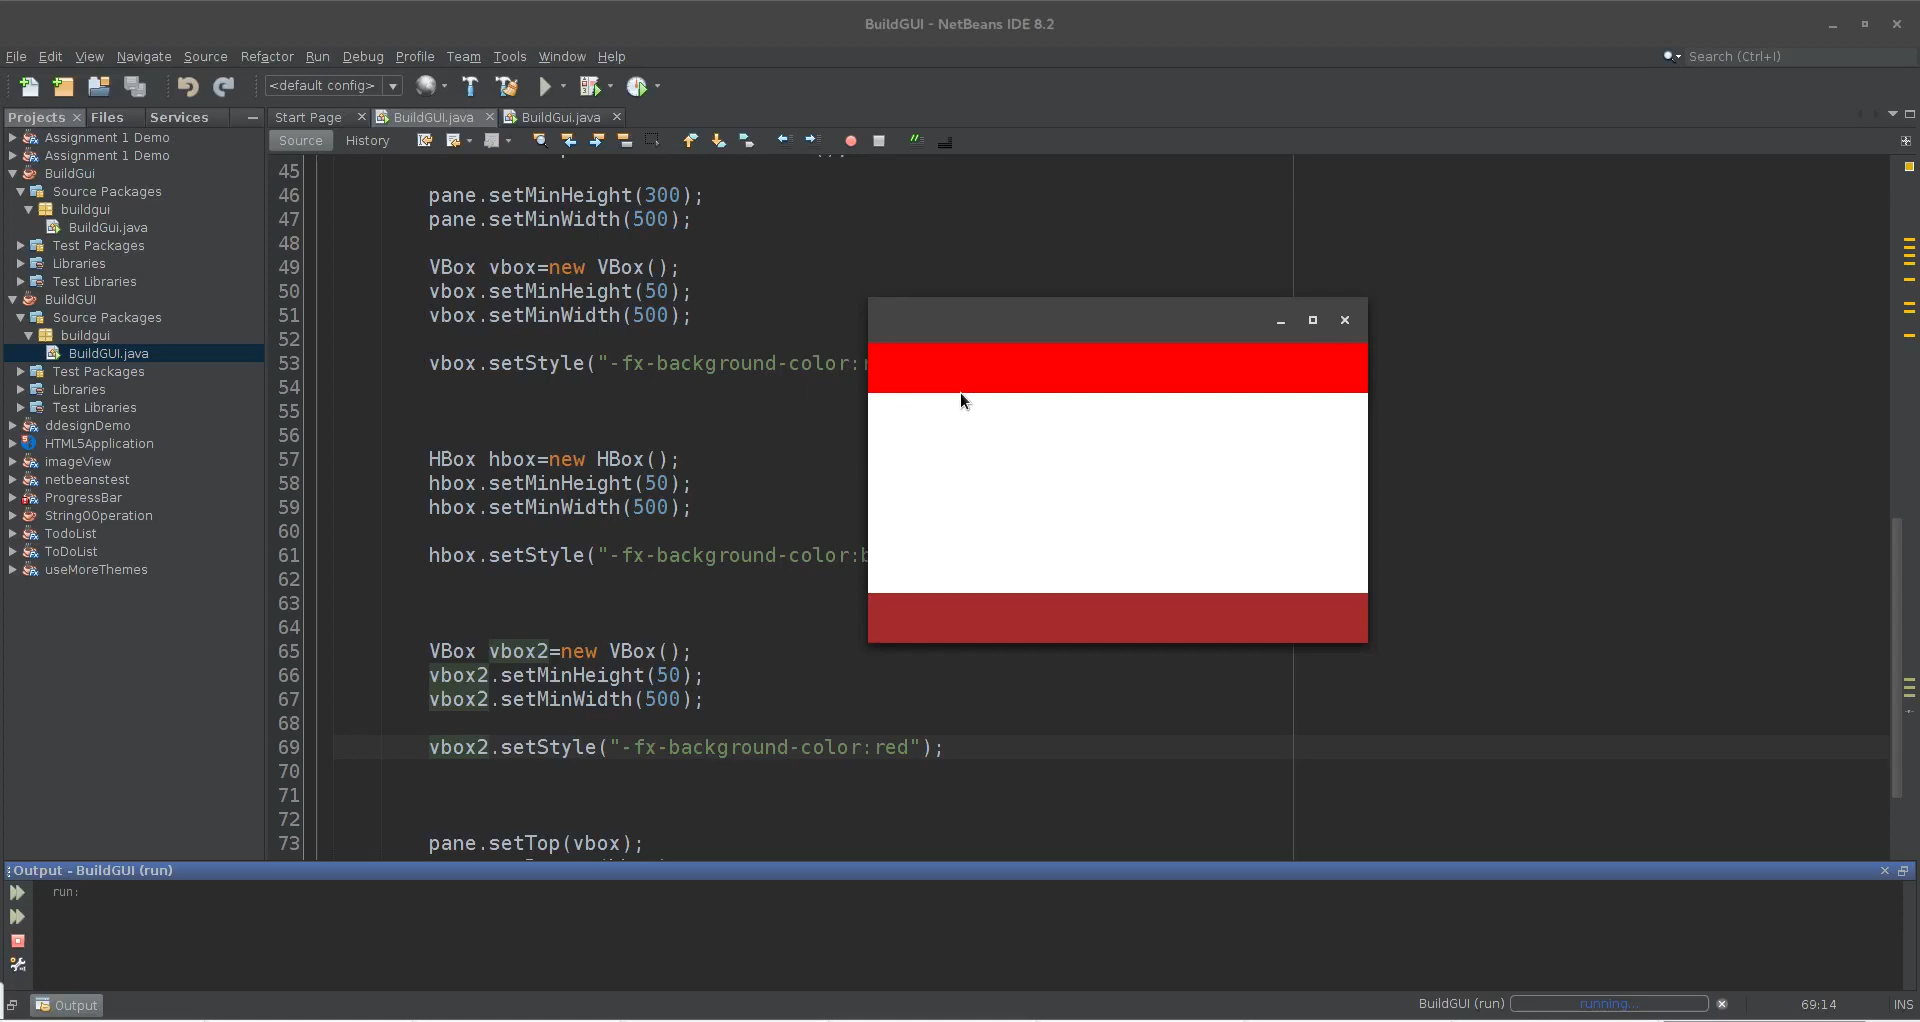 BuildGUI - NetBeans IDE 8.2
File Edit View Navigate Source Refactor Run Debug Profile Team Tools Window Help
Search (Ctrl+I)
<default config>
Projects Files Services
Start Page BuildGUI.java BuildGUI.java
Source History
Assignment 1 Demo
Assignment 1 Demo
BuildGui
Source Packages
buildgui
BuildGui.java
Test Packages
Libraries
Test Libraries
BuildGUI
Source Packages
buildgui
BuildGUI.java
Test Packages
Libraries
Test Libraries
ddesignDemo
HTML5Application
imageView
netbeanstest
ProgressBar
StringOOperation
TodoList
ToDoList
useMoreThemes
45
46 pane.setMinHeight(300);
47 pane.setMinWidth(500);
48
49 VBox vbox=new VBox();
50 vbox.setMinHeight(50);
51 vbox.setMinWidth(500);
52
53 vbox.setStyle("-fx-background-color:
54
55
56
57 HBox hbox=new HBox();
58 hbox.setMinHeight(50);
59 hbox.setMinWidth(500);
60
61 hbox.setStyle("-fx-background-color:
62
63
64
65 VBox vbox2=new VBox();
66 vbox2.setMinHeight(50);
67 vbox2.setMinWidth(500);
68
69 vbox2.setStyle("-fx-background-color:red");
70
71
72
73 pane.setTop(vbox);
Output - BuildGUI (run)
run:
Output
BuildGUI (run) running... 69:14 INS